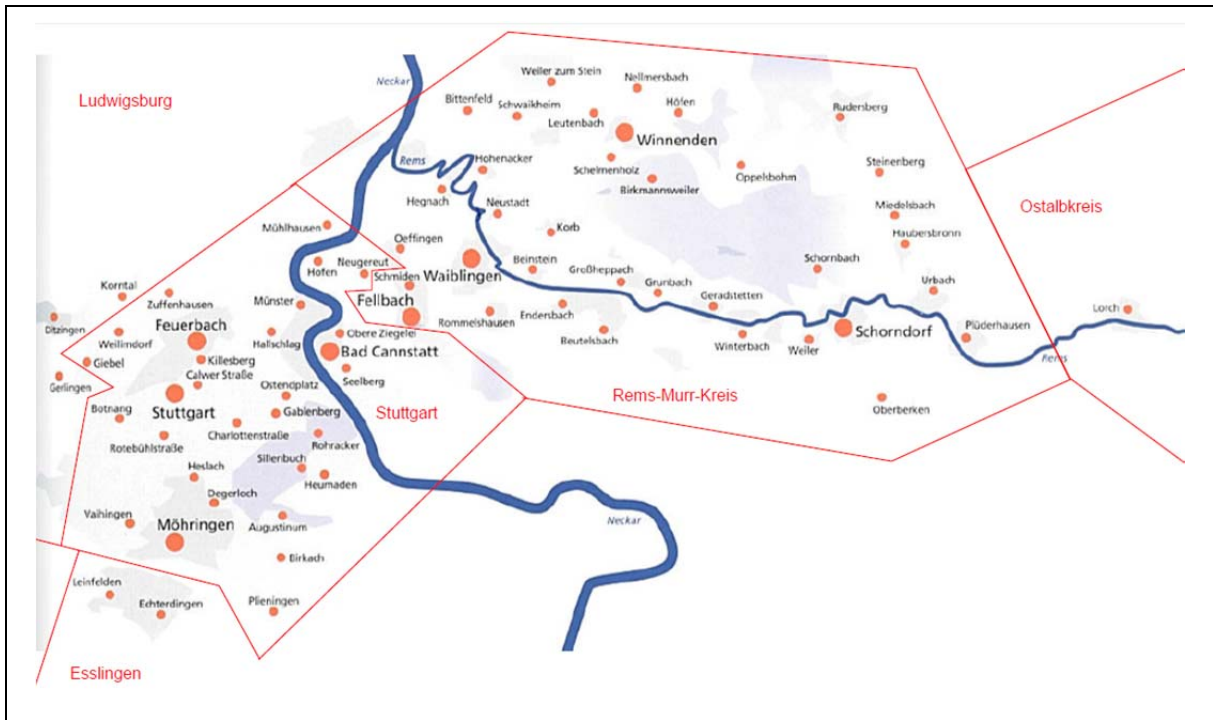 Ludwigsburg
Neckar
Weiler zum Stein
Nellmersbach
Bittenfeld
Schwaikheim
Leutenbach
Höfen
Rudenberg
Winnenden
Rems
Hohenacker
Schelmenholz
Oppelsbohm
Steinenberg
Birkmannsweiler
Hegnach
Neustadt
Ostalbkreis
Miedelsbach
Mühlhausen
Korb
Haubersbronn
Oeffingen
Hofen
Neugereut
Schmiden
Waiblingen
Beinstein
Großheppach
Schornbach
Korntal
Zuffenhausen
Münster
Fellbach
Grunbach
Geradstetten
Urbach
Ditzingen
Feuerbach
Rommelshausen
Endenbach
Lorch
Weilimdorf
Hallschlag
Obere Ziegelei
Beutelsbach
Winterbach
Weiler
Schorndorf
Plüderhausen
Giebel
Killesberg
Bad Cannstatt
Rems
Gerlingen
Calwer Straße
Seelberg
Ostendplatz
Stuttgart
Botnang
Gablenberg
Stuttgart
Rems-Murr-Kreis
Oberberken
Charlottenstraße
Rotebühlstraße
Rohracker
Sillenbuch
Heslach
Heumaden
Degerloch
Vaihingen
Möhringen
Augustinum
Neckar
Birkach
Leinfelden
Echterdingen
Plieningen
Esslingen